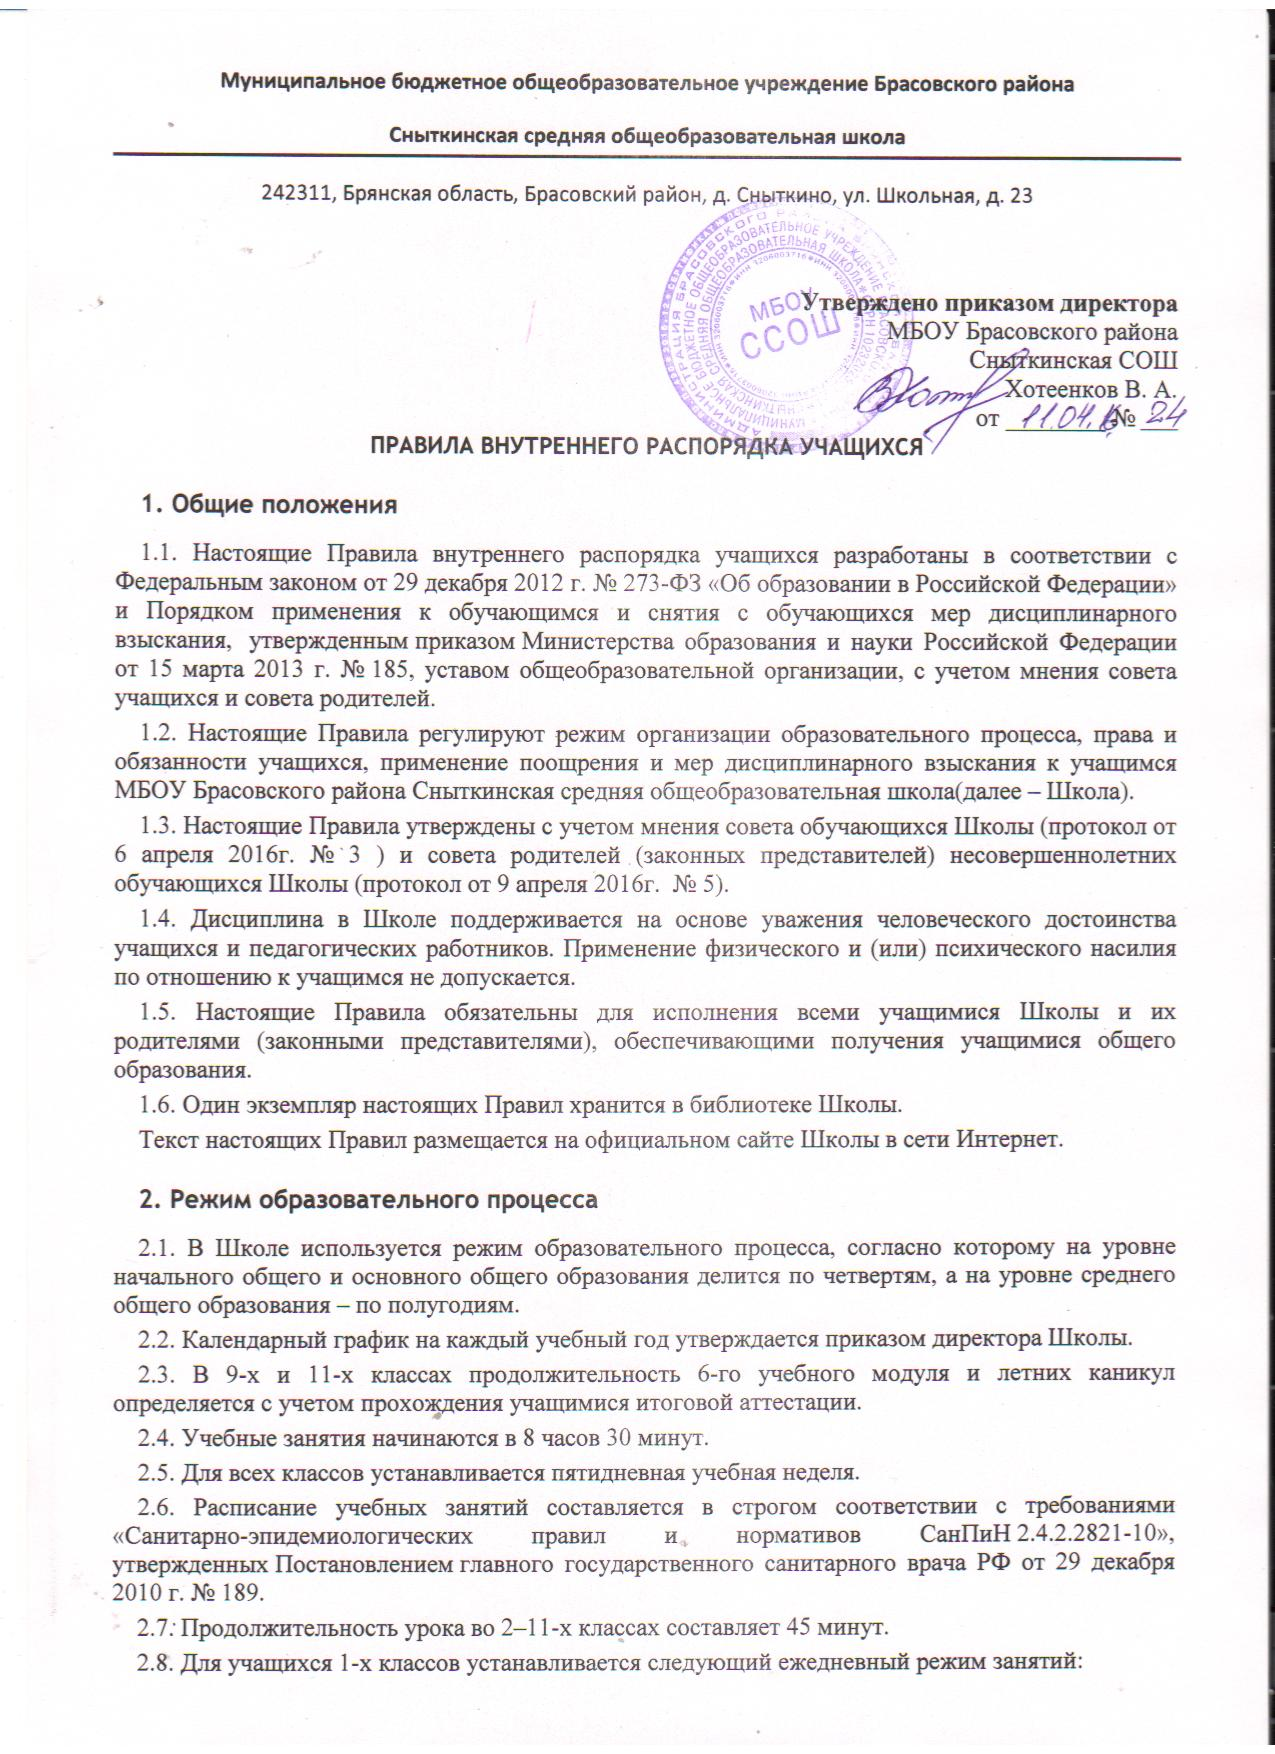 Муниципальное бюджетное общеобразовательное учреждение Брасовского района
Сныткинская средняя общеобразовательная школа
242311, Брянская область, Брасовский район, д. Сныткино, ул. Школьная, д. 23
МБОУ
ССОШ
Утверждено приказом директора
МБОУ Брасовского района
Сныткинская СОШ
Хотеенков В. А.
от 11.04.16 № 24
ПРАВИЛА ВНУТРЕННЕГО РАСПОРЯДКА УЧАЩИХСЯ
1. Общие положения
1.1. Настоящие Правила внутреннего распорядка учащихся разработаны в соответствии с
Федеральным законом от 29 декабря 2012 г. № 273-ФЗ «Об образовании в Российской Федерации»
и Порядком применения к обучающимся и снятия с обучающихся мер дисциплинарного
взыскания, утвержденным приказом Министерства образования и науки Российской Федерации
от 15 марта 2013 г. № 185, уставом общеобразовательной организации, с учетом мнения совета
учащихся и совета родителей.
1.2. Настоящие Правила регулируют режим организации образовательного процесса, права и
обязанности учащихся, применение поощрения и мер дисциплинарного взыскания к учащимся
МБОУ Брасовского района Сныткинская средняя общеобразовательная школа(далее – Школа).
1.3. Настоящие Правила утверждены с учетом мнения совета обучающихся Школы (протокол от
6 апреля 2016г. № 3 ) и совета родителей (законных представителей) несовершеннолетних
обучающихся Школы (протокол от 9 апреля 2016г. № 5).
1.4. Дисциплина в Школе поддерживается на основе уважения человеческого достоинства
учащихся и педагогических работников. Применение физического и (или) психического насилия
по отношению к учащимся не допускается.
1.5. Настоящие Правила обязательны для исполнения всеми учащимися Школы и их
родителями (законными представителями), обеспечивающими получения учащимися общего
образования.
1.6. Один экземпляр настоящих Правил хранится в библиотеке Школы.
Текст настоящих Правил размещается на официальном сайте Школы в сети Интернет.
2. Режим образовательного процесса
2.1. В Школе используется режим образовательного процесса, согласно которому на уровне
начального общего и основного общего образования делится по четвертям, а на уровне среднего
общего образования – по полугодиям.
2.2. Календарный график на каждый учебный год утверждается приказом директора Школы.
2.3. В 9-х и 11-х классах продолжительность 6-го учебного модуля и летних каникул
определяется с учетом прохождения учащимися итоговой аттестации.
2.4. Учебные занятия начинаются в 8 часов 30 минут.
2.5. Для всех классов устанавливается пятидневная учебная неделя.
2.6. Расписание учебных занятий составляется в строгом соответствии с требованиями
«Санитарно-эпидемиологических правил и нормативов СанПиН 2.4.2.2821-10»,
утвержденных Постановлением главного государственного санитарного врача РФ от 29 декабря
2010 г. № 189.
2.7. Продолжительность урока во 2–11-х классах составляет 45 минут.
2.8. Для учащихся 1-х классов устанавливается следующий ежедневный режим занятий: